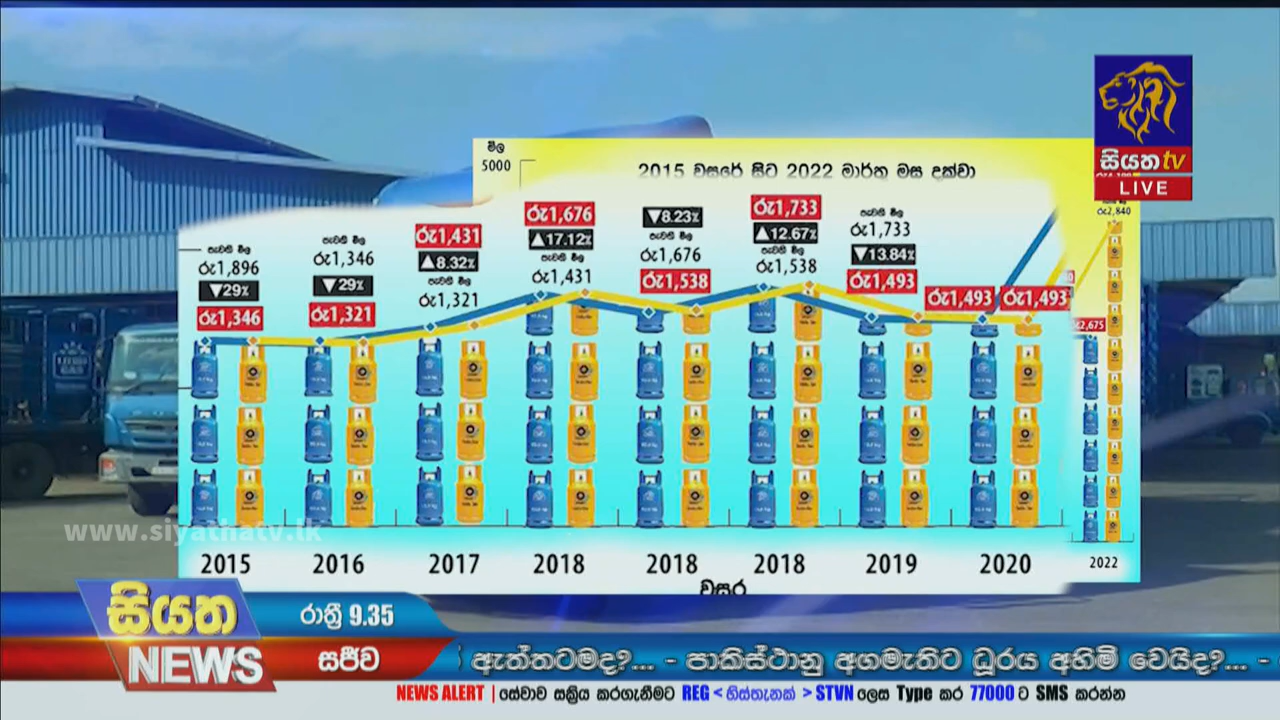 මිල
5000
2015 වසරේ සිට 2022 මාර්තු මස දක්වා
සියත tv
LIVE
රු2,840
පැවති මිල
රු1,896
▼29%
රු1,346
පැවති මිල
රු1,346
▼29%
රු1,321
රු1,431
▲8.32%
පැවති මිල
රු1,321
රු1,676
▲17.12%
පැවති මිල
රු1,431
▼8.23%
පැවති මිල
රු1,676
රු1,538
රු1,733
▲12.67%
පැවති මිල
රු1,538
පැවති මිල
රු1,733
▼13.84%
රු1,493
රු1,493
රු1,493
2,675
2015
2016
2017
2018
2018
2018
2019
2020
2022
වසර
www.siyathatv.lk
සියත
NEWS
රාත්‍රී 9.35
සජීව
ඇත්තටමද?... - පාකිස්ථානු අගමැතිට ධූරය අහිමි වෙයිද?... -
NEWS ALERT | සේවාව සක්‍රිය කරගැනීමට REG < හිස්තැනක් > STVN ලෙස Type කර 77000 ට SMS කරන්න